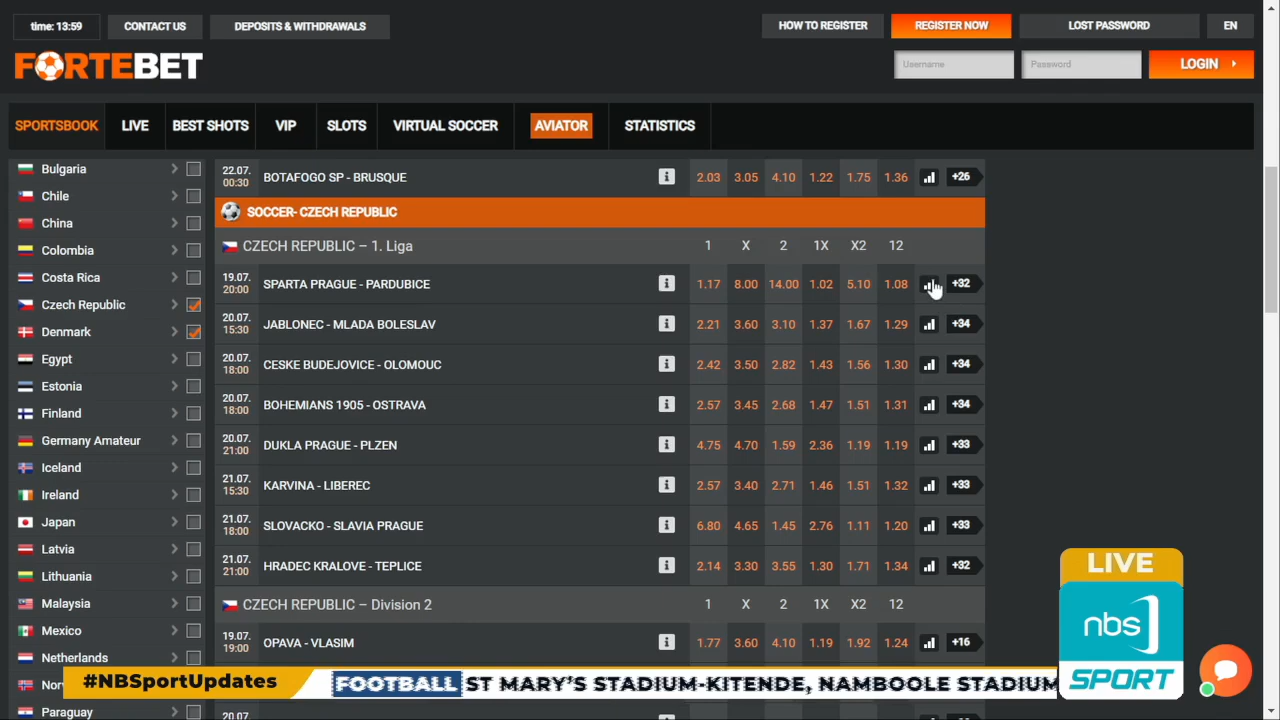 time: 13:59 CONTACT US DEPOSITS & WITHDRAWALS HOW TO REGISTER REGISTER NOW LOST PASSWORD EN
FORTEBET Username Password LOGIN
SPORTSBOOK LIVE BEST SHOTS VIP SLOTS VIRTUAL SOCCER AVIATOR STATISTICS
Bulgaria
Chile
China
Colombia
Costa Rica
Czech Republic
Denmark
Egypt
Estonia
Finland
Germany Amateur
Iceland
Ireland
Japan
Latvia
Lithuania
Malaysia
Mexico
Netherlands
Paraguay
22.07. 00:30 BOTAFOGO SP - BRUSQUE i 2.03 3.05 4.10 1.22 1.75 1.36 +26
SOCCER- CZECH REPUBLIC
CZECH REPUBLIC – 1. Liga 1 X 2 1X X2 12
19.07. 20:00 SPARTA PRAGUE - PARDUBICE i 1.17 8.00 14.00 1.02 5.10 1.08 +32
20.07. 15:30 JABLONEC - MLADA BOLESLAV i 2.21 3.60 3.10 1.37 1.67 1.29 +34
20.07. 18:00 CESKE BUDEJOVICE - OLOMOUC i 2.42 3.50 2.82 1.43 1.56 1.30 +34
20.07. 18:00 BOHEMIANS 1905 - OSTRAVA i 2.57 3.45 2.68 1.47 1.51 1.31 +34
20.07. 21:00 DUKLA PRAGUE - PLZEN i 4.75 4.70 1.59 2.36 1.19 1.19 +33
21.07. 15:30 KARVINA - LIBEREC i 2.57 3.40 2.71 1.46 1.51 1.32 +33
21.07. 18:00 SLOVACKO - SLAVIA PRAGUE i 6.80 4.65 1.45 2.76 1.11 1.20 +33
21.07. 21:00 HRADEC KRALOVE - TEPLICE i 2.14 3.30 3.55 1.30 1.71 1.34 +32
CZECH REPUBLIC – Division 2 1 X 2 1X X2 12
19.07. 19:00 OPAVA - VLASIM i 1.77 3.60 4.10 1.19 1.92 1.24 +16
20.07.
LIVE
nbs
SPORT
#NBSportUpdates FOOTBALL ST MARY'S STADIUM-KITENDE, NAMBOOLE STADIUM